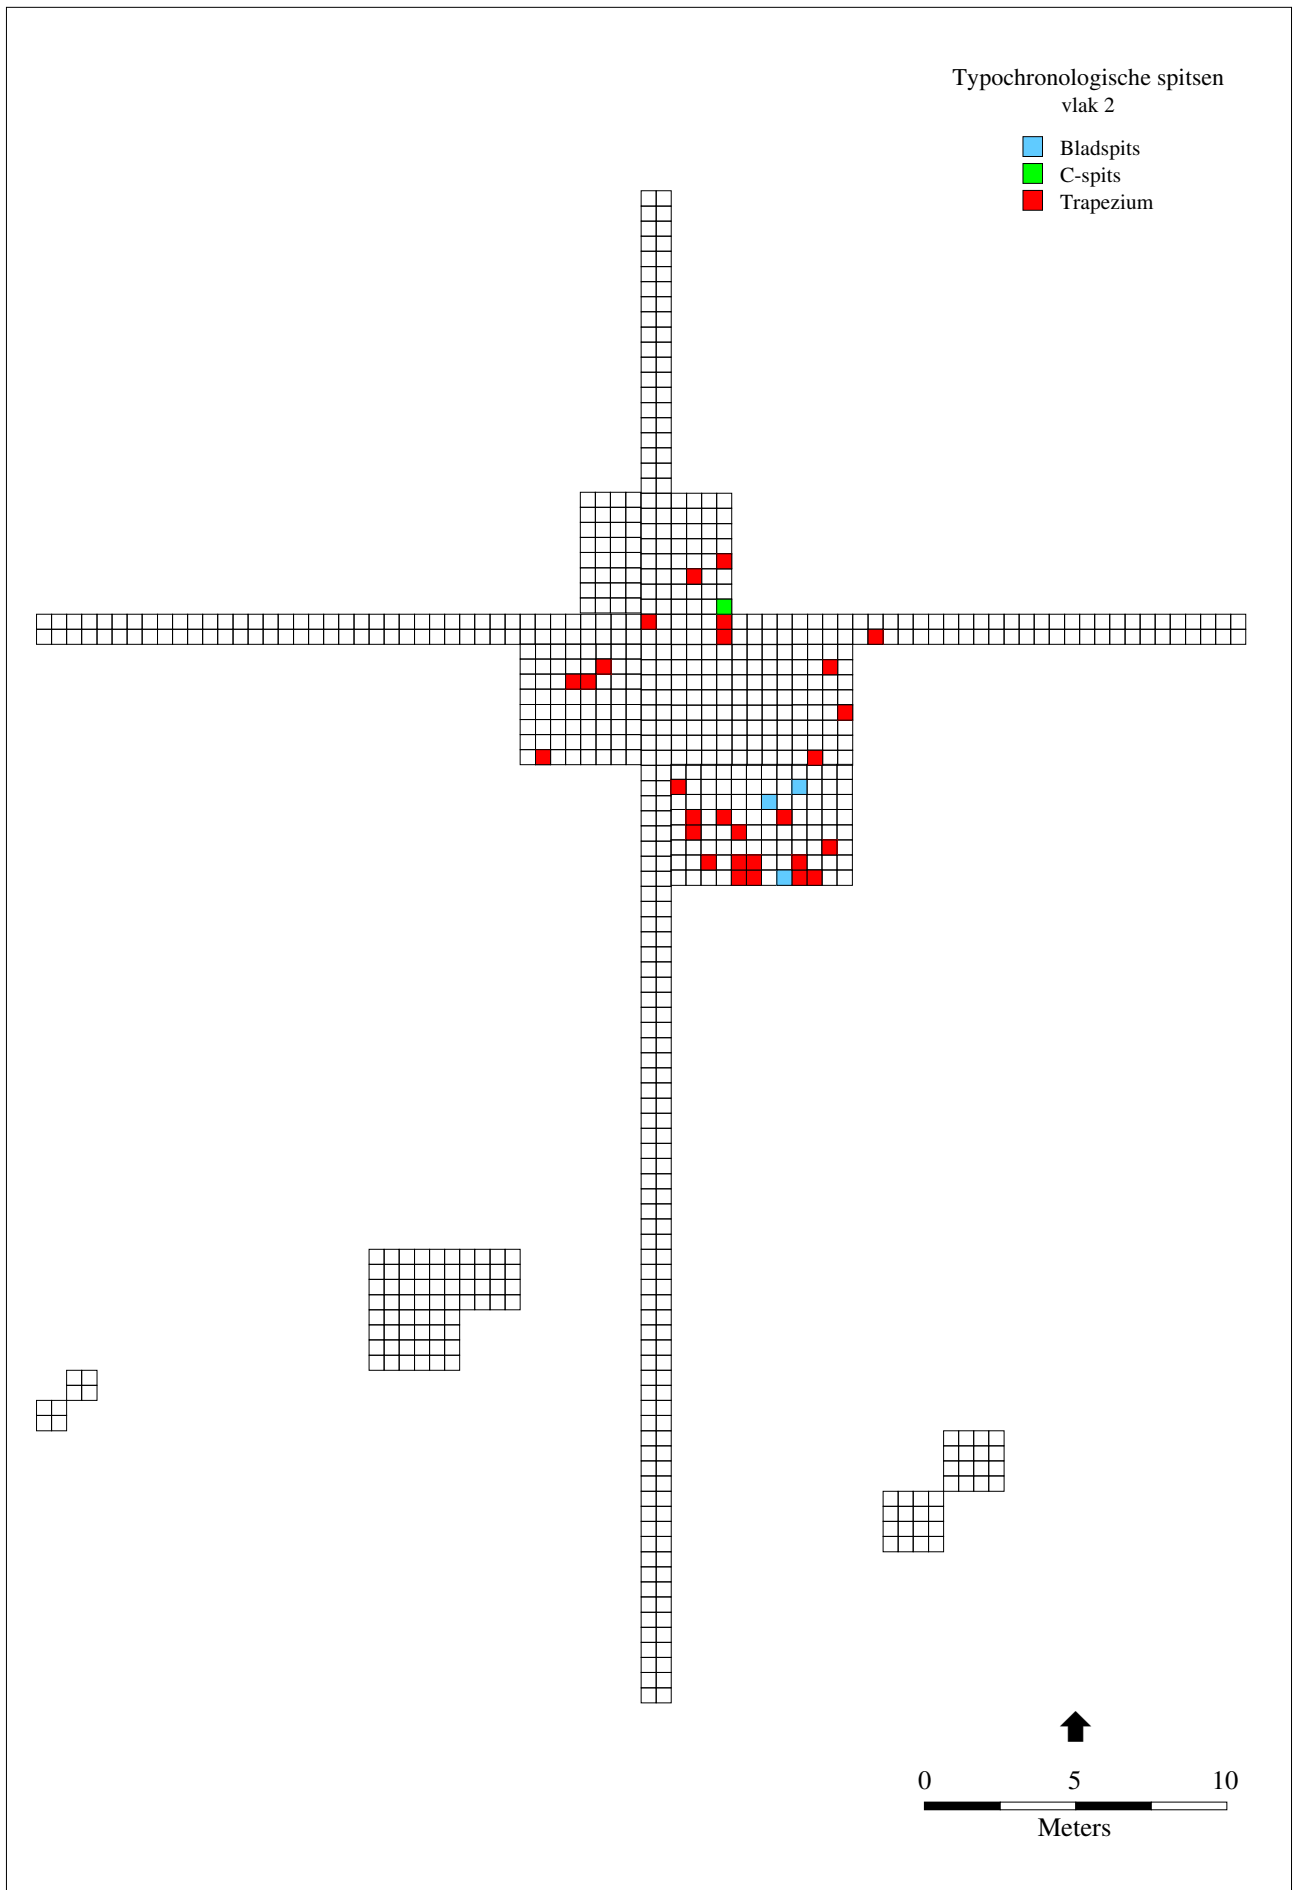 Typochronologische spitsen
vlak 2
Bladspits
C-spits
Trapezium
0 5 10
Meters